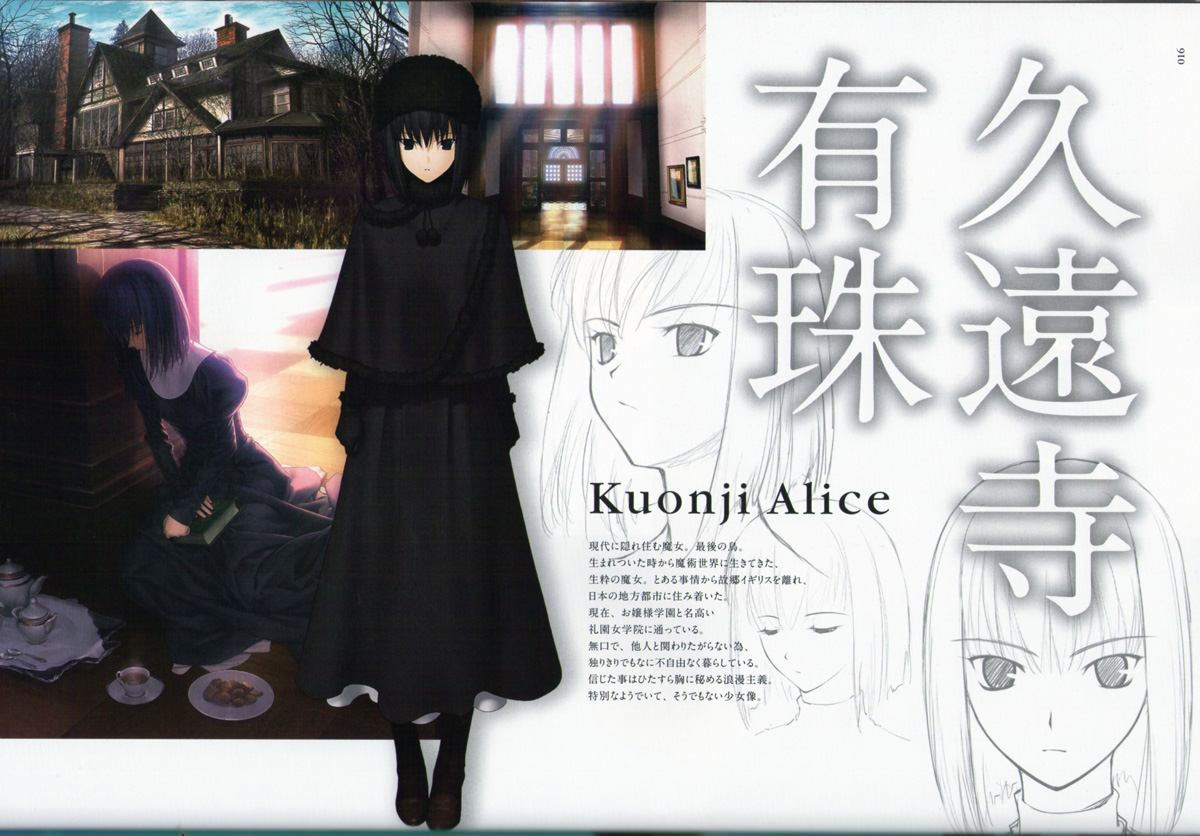 016
久遠寺
有珠
Kuonji Alice
現代に隠れ住む魔女。最後の鳥。
生まれついた時から魔術世界に生きてきた、
生粋の魔女。とある事情から故郷イギリスを離れ、
日本の地方都市に住み着いた。
現在、お嬢様学園と名高い
礼園女学院に通っている。
無口で、他人と関わりたがらない為、
独りきりでもなに不自由なく暮らしている。
信じた事はひたすら胸に秘める浪漫主義。
特別なようでいて、そうでもない少女像。